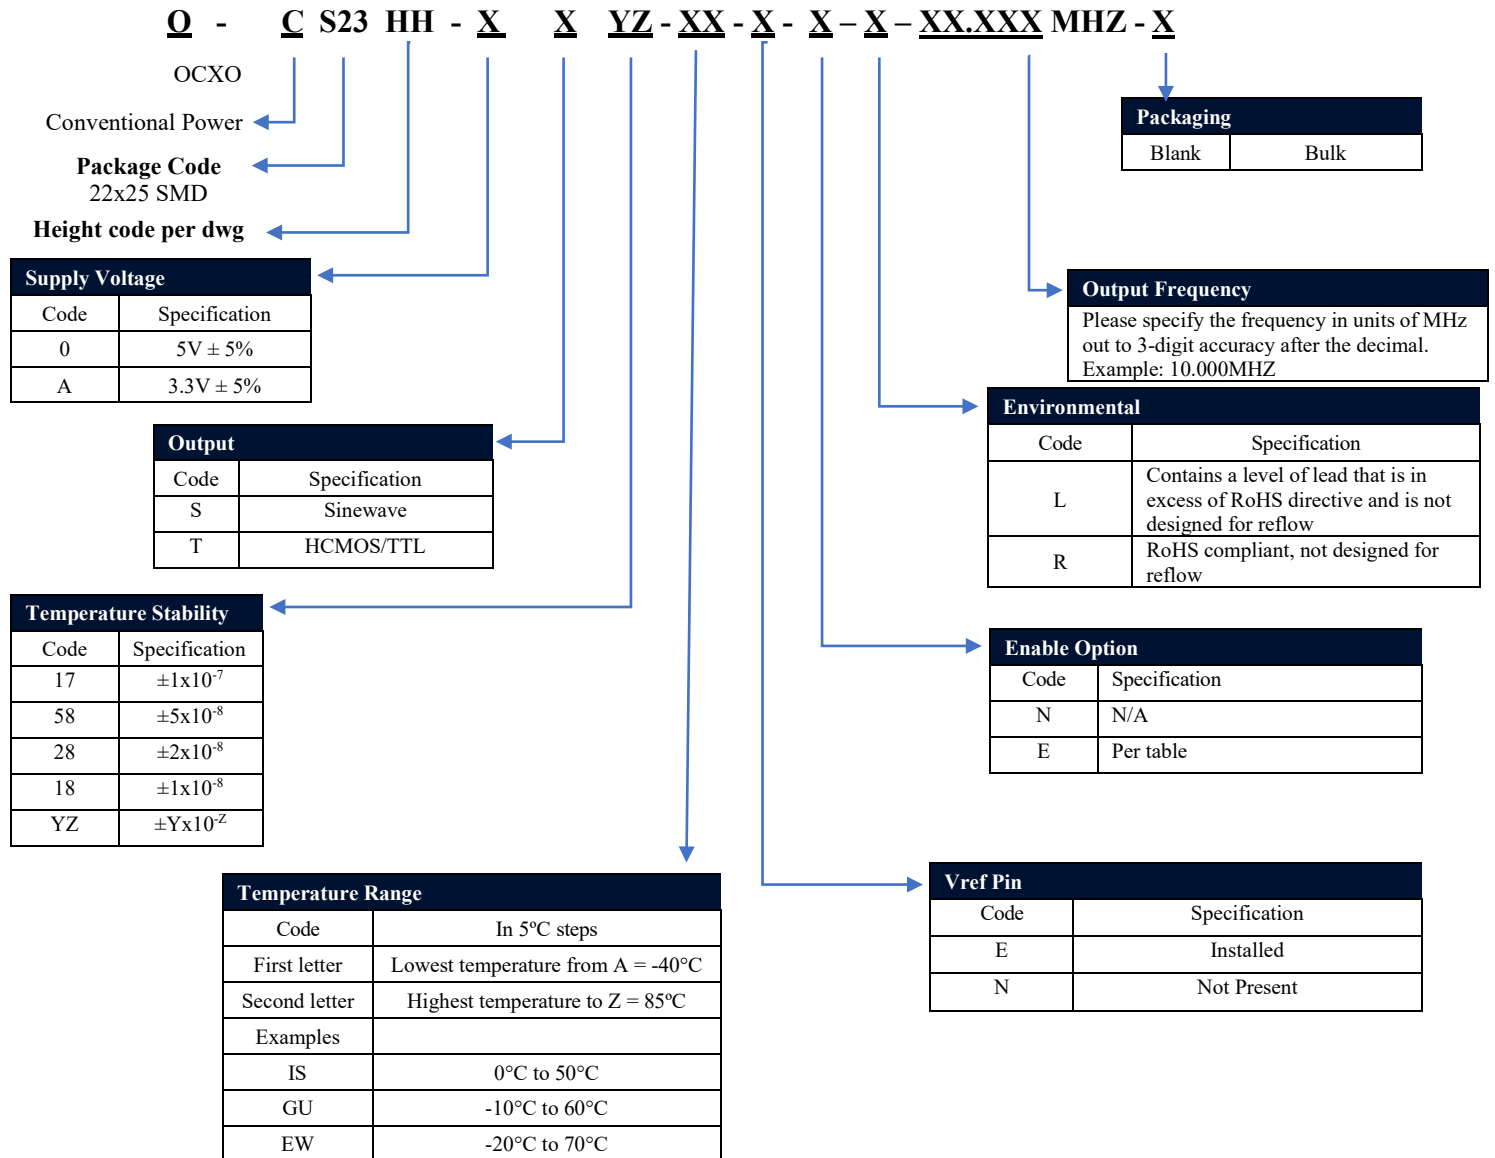 O - C S23 HH - X X YZ - XX - X - X – X – XX.XXX MHZ - X
OCXO
Conventional Power
Package Code
22x25 SMD
Height code per dwg
Packaging
Blank Bulk
Supply Voltage
Code Specification
0 5V ± 5%
A 3.3V ± 5%
Output Frequency
Please specify the frequency in units of MHz
out to 3-digit accuracy after the decimal.
Example: 10.000MHZ
Output
Code Specification
S Sinewave
T HCMOS/TTL
Environmental
Code Specification
L Contains a level of lead that is in
excess of RoHS directive and is not
designed for reflow
R RoHS compliant, not designed for
reflow
Temperature Stability
Code Specification
17 ±1x10⁻⁷
58 ±5x10⁻⁸
28 ±2x10⁻⁸
18 ±1x10⁻⁸
YZ ±Yx10⁻ᶻ
Enable Option
Code Specification
N N/A
E Per table
Temperature Range
Code In 5ºC steps
First letter Lowest temperature from A = -40°C
Second letter Highest temperature to Z = 85ºC
Examples
IS 0°C to 50°C
GU -10°C to 60°C
EW -20°C to 70°C
Vref Pin
Code Specification
E Installed
N Not Present